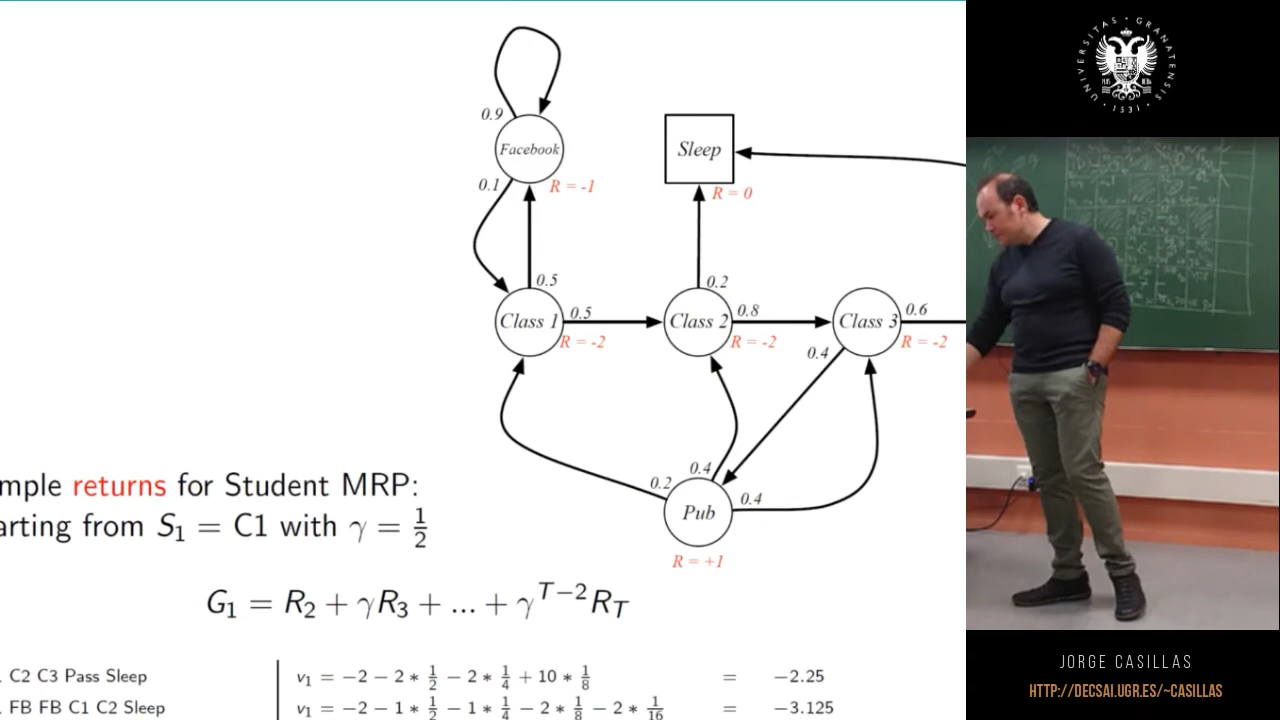 0.9
Facebook
0.1
R = -1
Sleep
R = 0
0.5
0.2
Class 1
0.5
R = -2
Class 2
0.8
R = -2
Class 3
0.6
R = -2
0.4
0.4
0.2
0.4
Pub
R = +1
mple returns for Student MRP:
arting from S₁ = C1 with γ = 1/2
G₁ = R₂ + γR₃ + ... + γ^{T−2}R_T
C2 C3 Pass Sleep
v₁ = −2 − 2 * 1/2 − 2 * 1/4 + 10 * 1/8 = −2.25
FB FB C1 C2 Sleep
v₁ = −2 − 1 * 1/2 − 1 * 1/4 − 2 * 1/8 − 2 * 1/16 = −3.125
UNIVERSITAS · GRANATENSIS · 1531 ·
JORGE CASILLAS
HTTP://DECSAI.UGR.ES/~CASILLAS